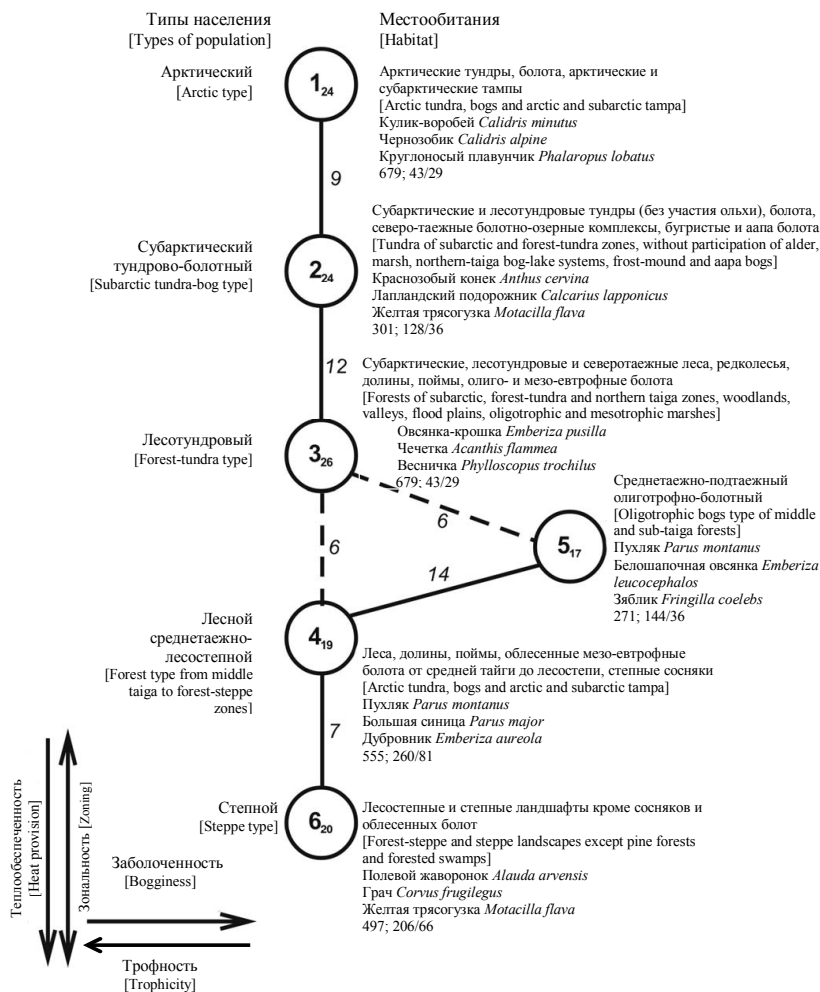 Типы населения
[Types of population]
Местообитания
[Habitat]
Арктический
[Arctic type]
1 24
Арктические тундры, болота, арктические и
субарктические тампы
[Arctic tundra, bogs and arctic and subarctic tampa]
Кулик-воробей Calidris minutus
Чернозобик Calidris alpine
Круглоносый плавунчик Phalaropus lobatus
679; 43/29
9
Субарктический
тундрово-болотный
[Subarctic tundra-bog type]
2 24
Субарктические и лесотундровые тундры (без участия ольхи), болота,
северо-таежные болотно-озерные комплексы, бугристые и аапа болота
[Tundra of subarctic and forest-tundra zones, without participation of alder,
marsh, northern-taiga bog-lake systems, frost-mound and aapa bogs]
Краснозобый конек Anthus cervina
Лапландский подорожник Calcarius lapponicus
Желтая трясогузка Motacilla flava
301; 128/36
12
Лесотундровый
[Forest-tundra type]
3 26
Субарктические, лесотундровые и северотаежные леса, редколесья,
долины, поймы, олиго- и мезо-евтрофные болота
[Forests of subarctic, forest-tundra and northern taiga zones, woodlands,
valleys, flood plains, oligotrophic and mesotrophic marshes]
Овсянка-крошка Emberiza pusilla
Чечетка Acanthis flammea
Весничка Phylloscopus trochilus
679; 43/29
6
6
14
5 17
Среднетаежно-подтаежный
олиготрофно-болотный
[Oligotrophic bogs type of middle
and sub-taiga forests]
Пухляк Parus montanus
Белошапочная овсянка Emberiza
leucocephalos
Зяблик Fringilla coelebs
271; 144/36
Лесной
среднетаежно-
лесостепной
[Forest type from middle
taiga to forest-steppe
zones]
4 19
Леса, долины, поймы, облесенные мезо-евтрофные
болота от средней тайги до лесостепи, степные сосняки
[Arctic tundra, bogs and arctic and subarctic tampa]
Пухляк Parus montanus
Большая синица Parus major
Дубровник Emberiza aureola
555; 260/81
7
Степной
[Steppe type]
6 20
Лесостепные и степные ландшафты кроме сосняков и
облесенных болот
[Forest-steppe and steppe landscapes except pine forests
and forested swamps]
Полевой жаворонок Alauda arvensis
Грач Corvus frugilegus
Желтая трясогузка Motacilla flava
497; 206/66
Теплообеспеченность
[Heat provision]
Зональность [Zoning]
Заболоченность
[Bogginess]
Трофность
[Trophicity]